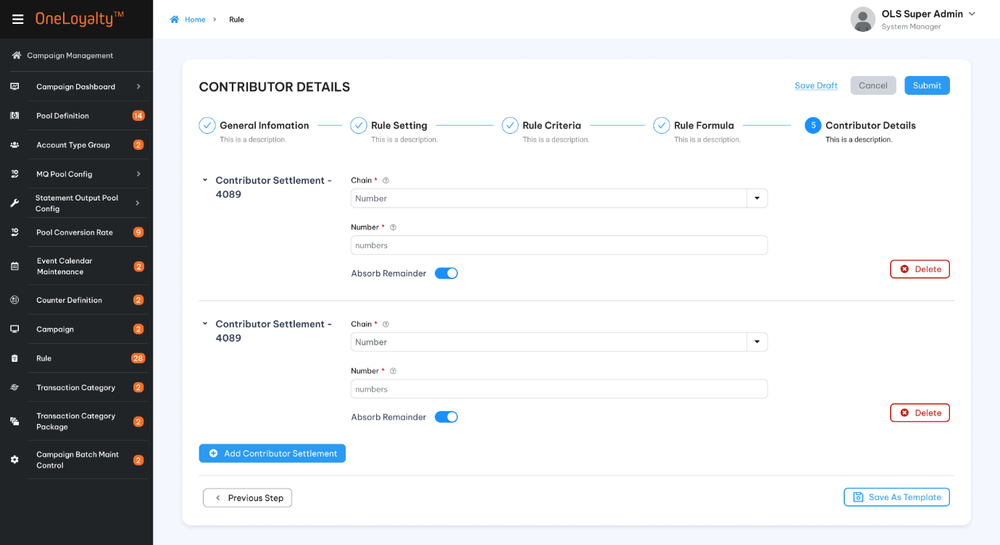 OneLoyalty™
Home
Rule
OLS Super Admin
System Manager
Campaign Management
Campaign Dashboard
Pool Definition 14
Account Type Group 2
MQ Pool Config
Statement Output Pool
Config
Pool Conversion Rate 9
Event Calendar
Maintenance 2
Counter Definition 2
Campaign 2
Rule 28
Transaction Category 2
Transaction Category
Package 2
Campaign Batch Maint
Control 2
CONTRIBUTOR DETAILS
Save Draft Cancel Submit
General Infomation
This is a description.
Rule Setting
This is a description.
Rule Criteria
This is a description.
Rule Formula
This is a description.
5 Contributor Details
This is a description.
Contributor Settlement -
4089
Chain * ?
Number
Number * ?
numbers
Absorb Remainder
Delete
Contributor Settlement -
4089
Chain * ?
Number
Number * ?
numbers
Absorb Remainder
Delete
Add Contributor Settlement
Previous Step
Save As Template